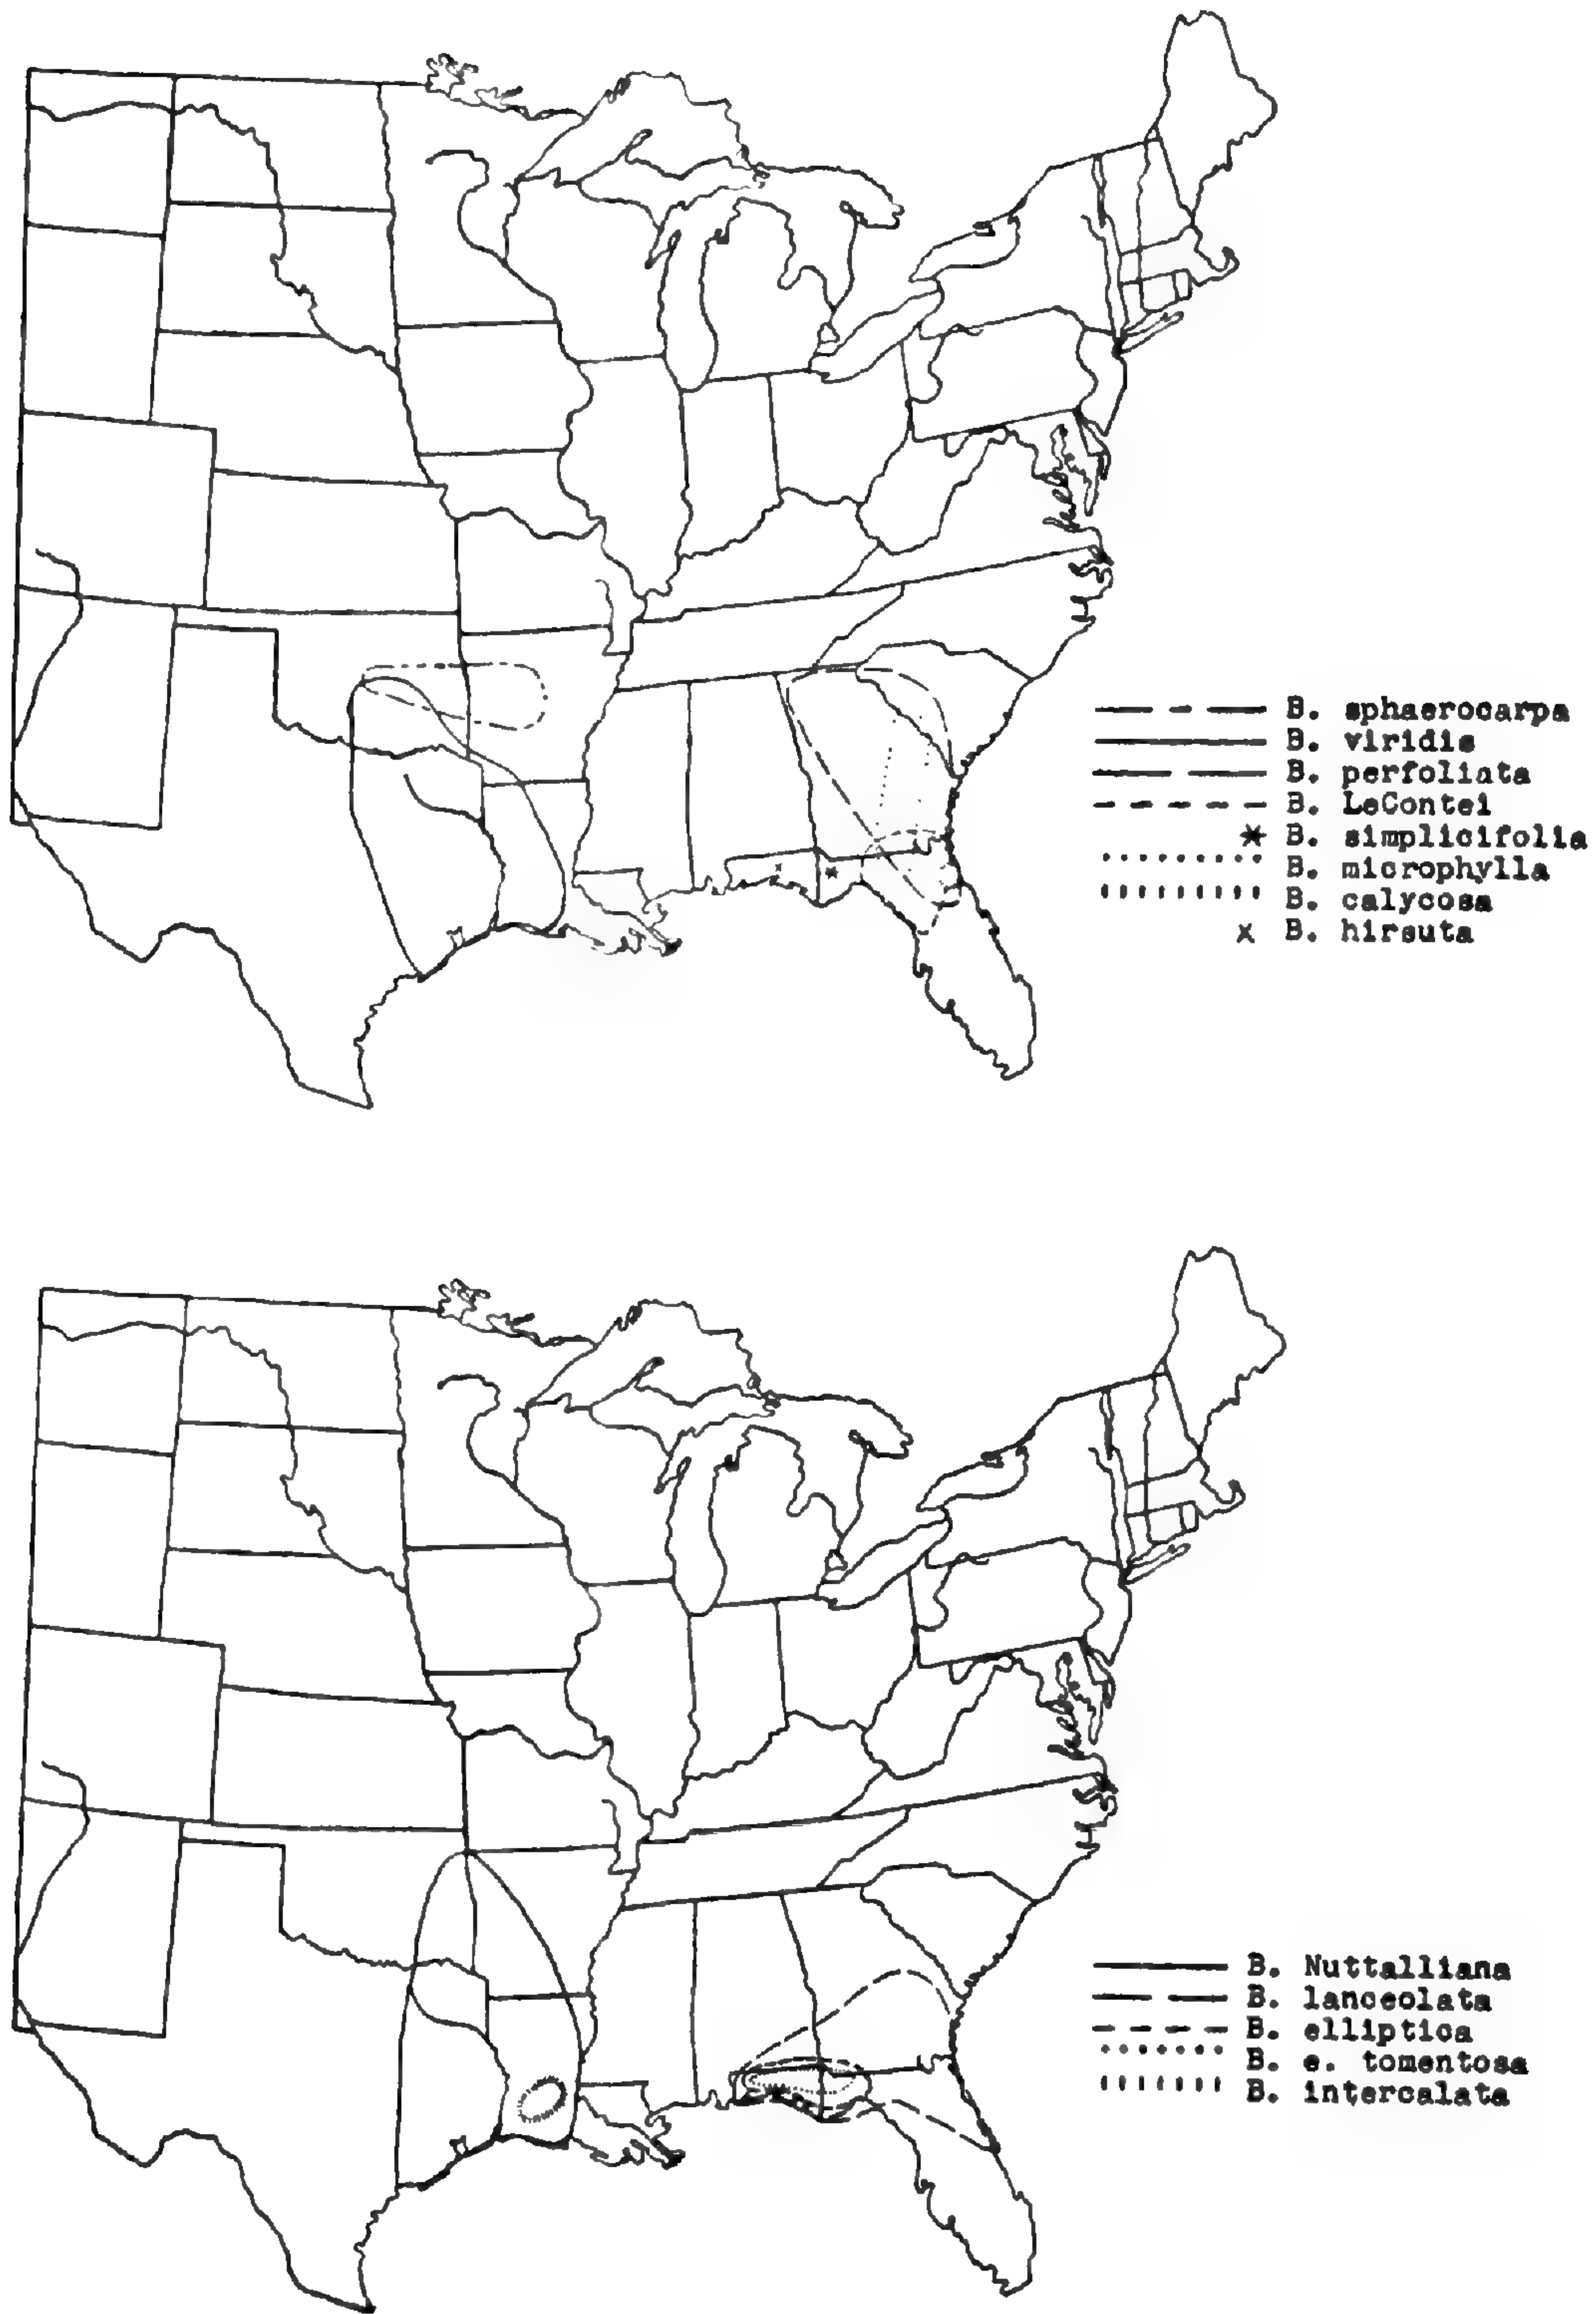 B. sphaerocarpa
B. viridis
B. perfoliata
B. LeContei
B. simplicifolia
B. microphylla
B. calycosa
x B. hirsuta
B. Nuttalliana
B. lanceolata
B. elliptica
B. e. tomentosa
B. intercalata